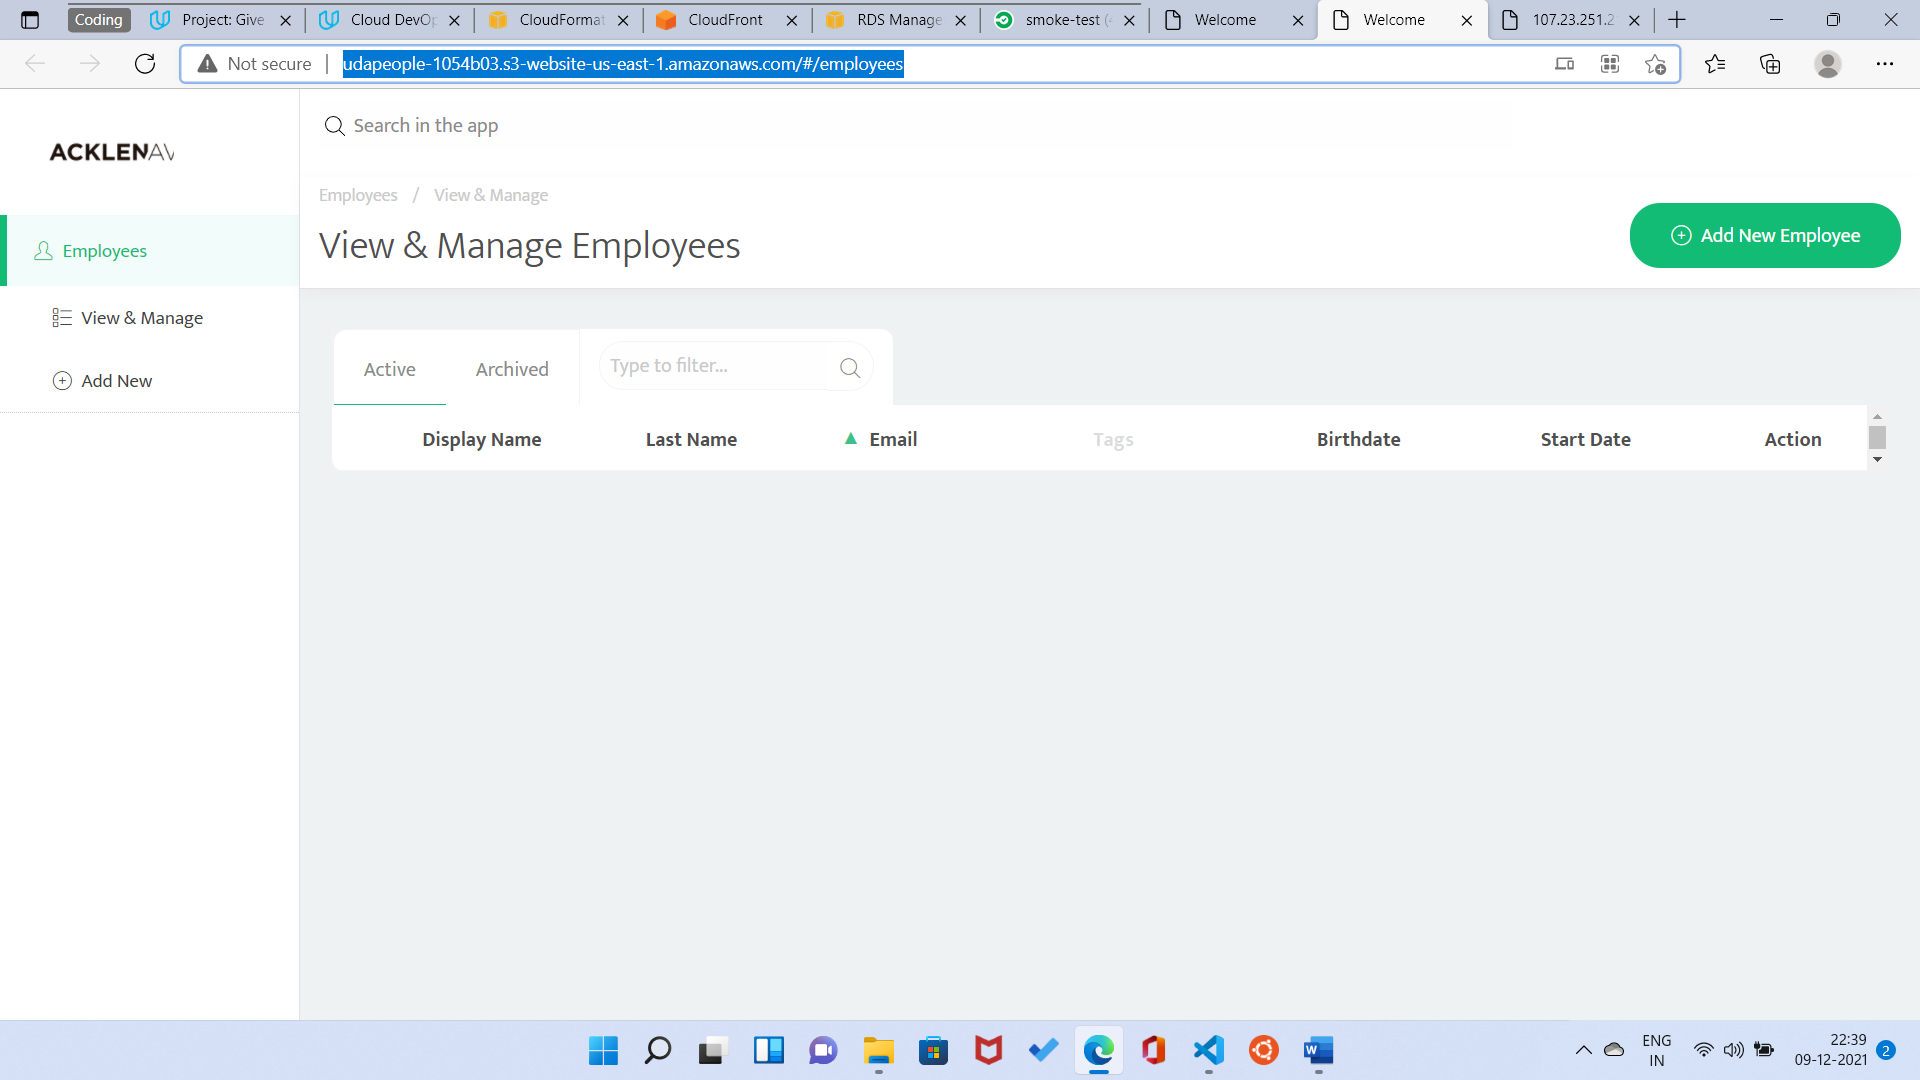 Coding
Project: Give
Cloud DevOp
CloudFormat
CloudFront
RDS Manage
smoke-test (
Welcome
Welcome
107.23.251.2
Not secure
udapeople-1054b03.s3-website-us-east-1.amazonaws.com/#/employees
ACKLENAV
Search in the app
Employees / View & Manage
View & Manage Employees
Add New Employee
Employees
View & Manage
Add New
Active
Archived
Type to filter...
Display Name
Last Name
Email
Tags
Birthdate
Start Date
Action
ENG
IN
22:39
09-12-2021
2